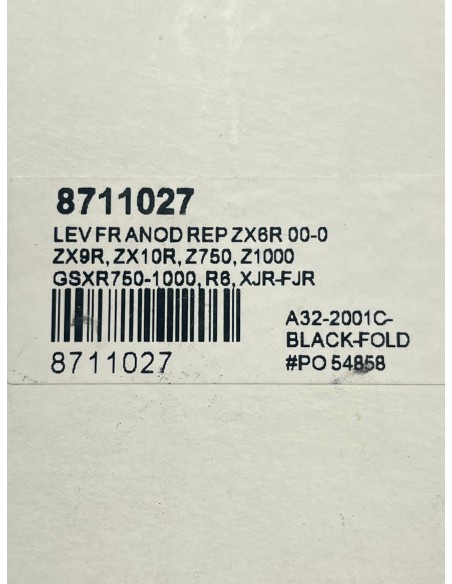 8711027
LEV FR ANOD REP ZX6R 00-0
ZX9R, ZX10R, Z750, Z1000
GSXR750-1000, R6, XJR-FJR
A32-2001C-
BLACK-FOLD
8711027
#PO 54858